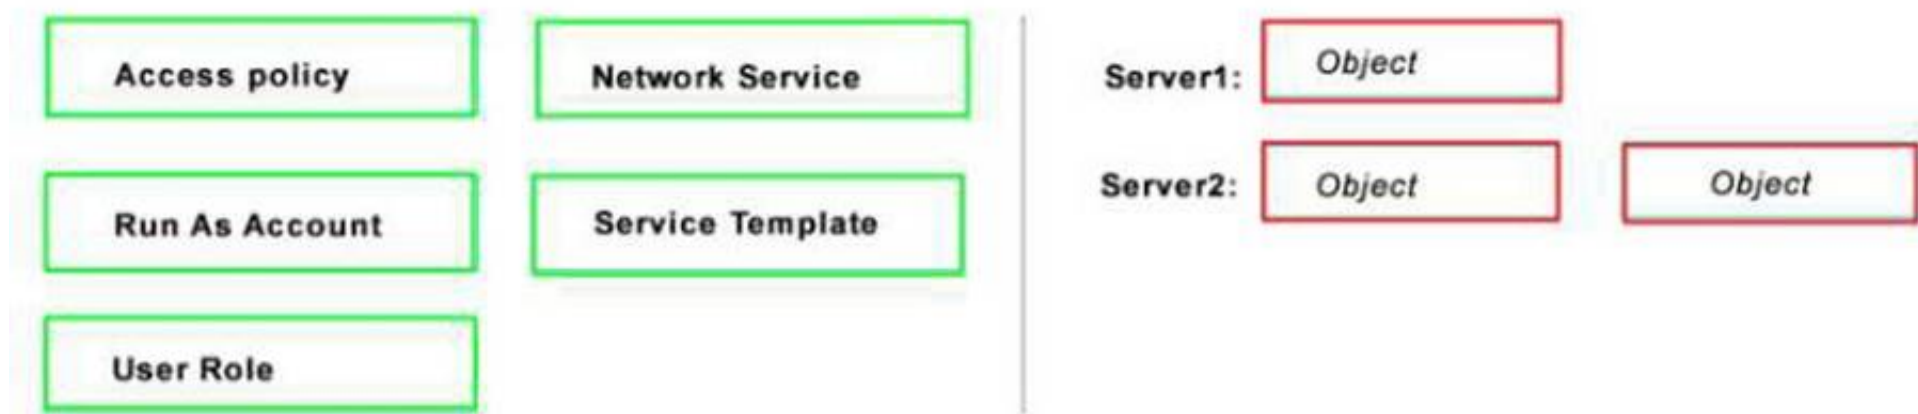 Access policy
Network Service
Run As Account
Service Template
User Role
Server1: Object
Server2: Object Object